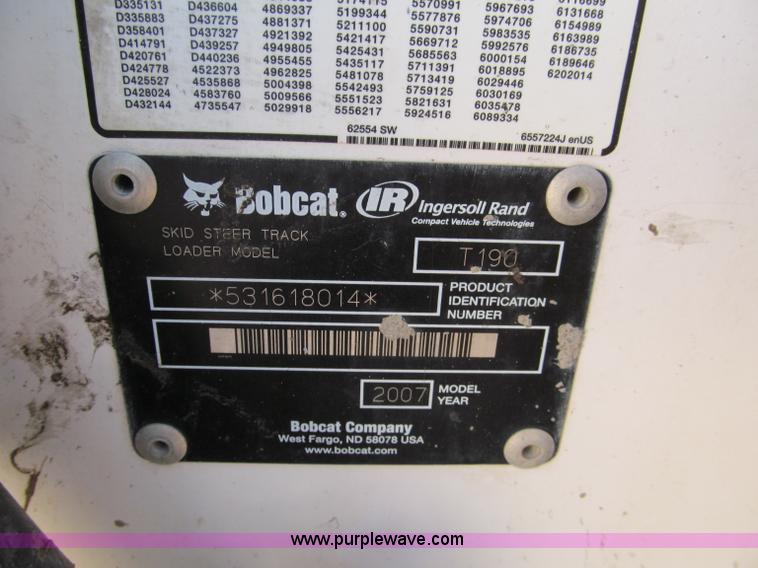 D335131 D436604 4869337 5174115 5570991 5967693 6116699
D335883 D437275 4881371 5199344 5577876 5974706 6131668
D358401 D437327 4921392 5211100 5590731 5983535 6154989
D414791 D439257 4949805 5421417 5669712 5992576 6163989
D420761 D440236 4955455 5425431 5685563 6000154 6186735
D424778 4522373 4962825 5435117 5711391 6018895 6189646
D425527 4535868 5004398 5481078 5713419 6029446 6202014
D428024 4583760 5009566 5542493 5759125 6030169
D432144 4735547 5029918 5551523 5821631 6035478
5556217 5924516 6089334
62554 SW 6557224J enUS
Bobcat. IR Ingersoll Rand
Compact Vehicle Technologies
SKID STEER TRACK
LOADER MODEL T190
*531618014* PRODUCT
IDENTIFICATION
NUMBER
2007 MODEL
YEAR
Bobcat Company
West Fargo, ND 58078 USA
www.bobcat.com
www.purplewave.com